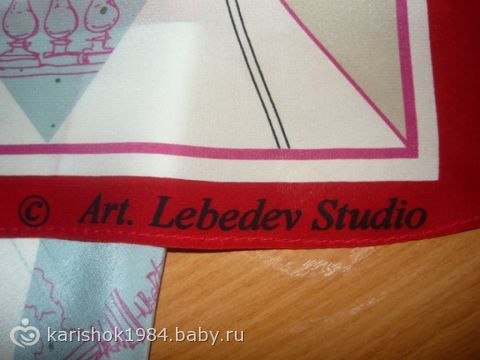 © Art. Lebedev Studio
karishok1984.baby.ru